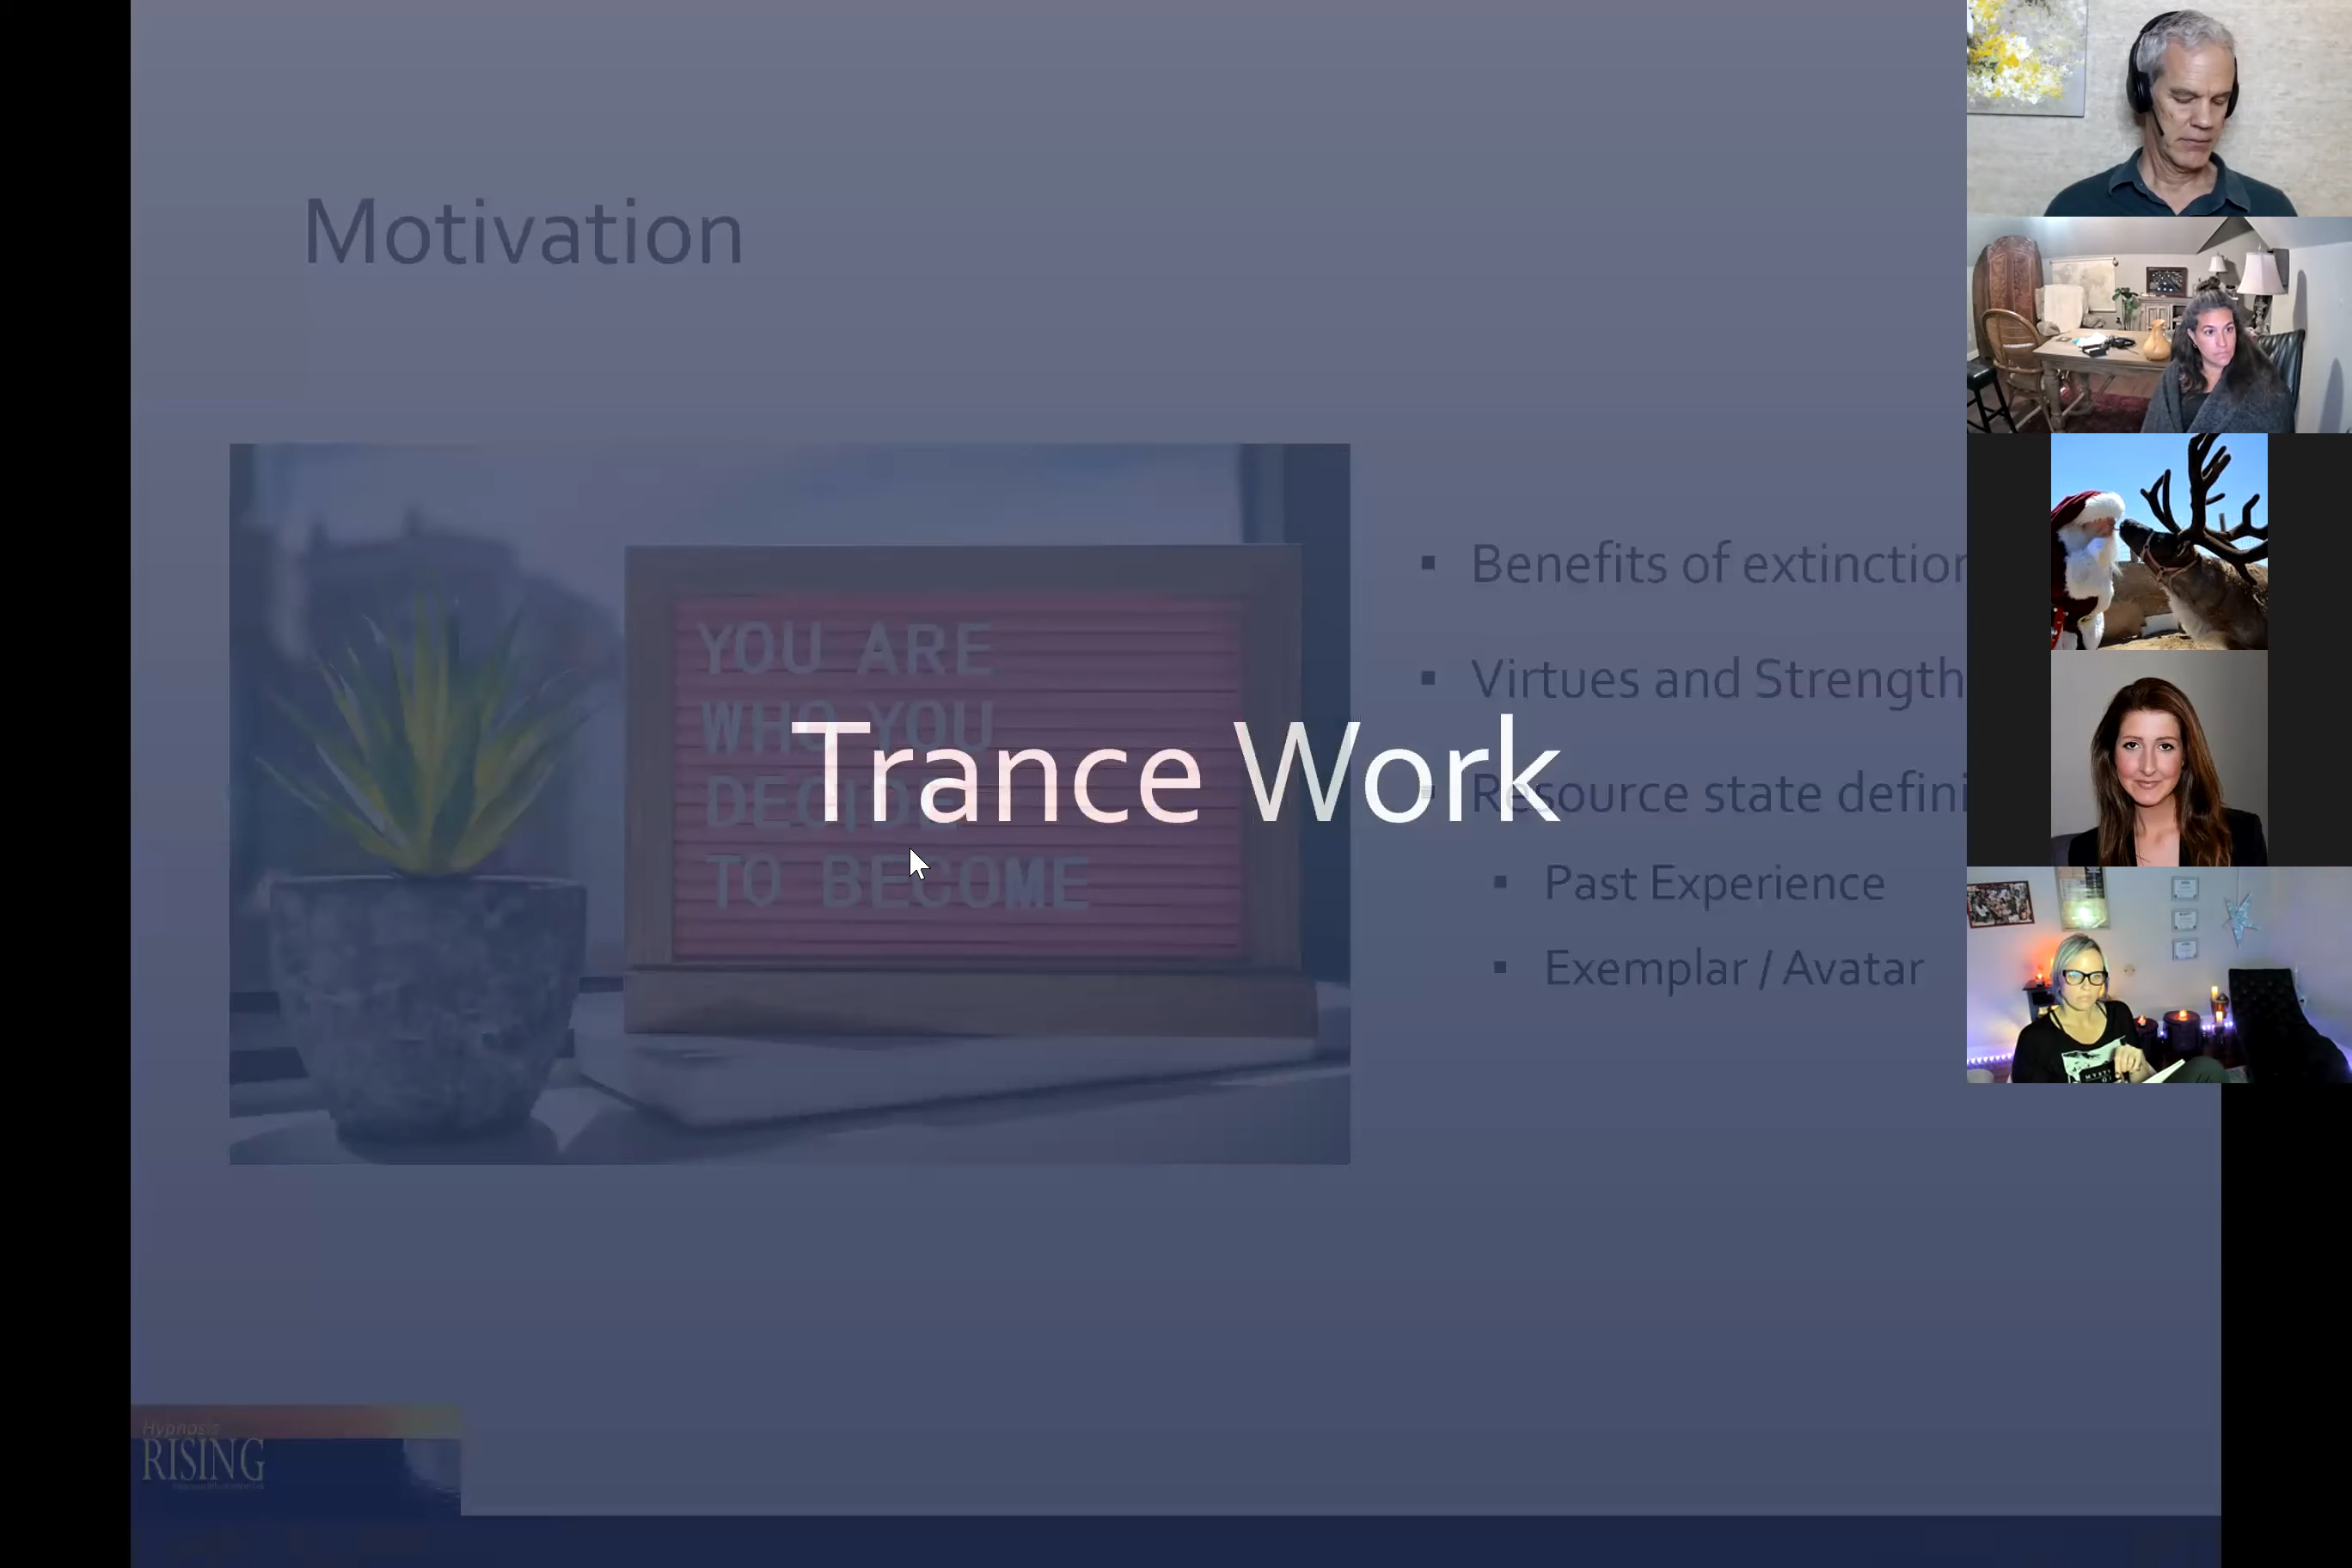 Motivation
YOU ARE
WHO YOU
DECIDE
TO BECOME
Trance Work
Benefits of extinction
Virtues and Strength
Resource state defini
Past Experience
Exemplar / Avatar
Hypnosis
RISING